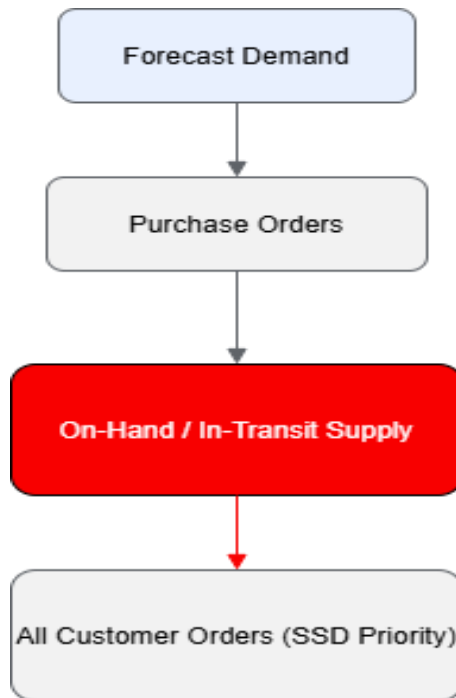 Forecast Demand
Purchase Orders
On-Hand / In-Transit Supply
All Customer Orders (SSD Priority)